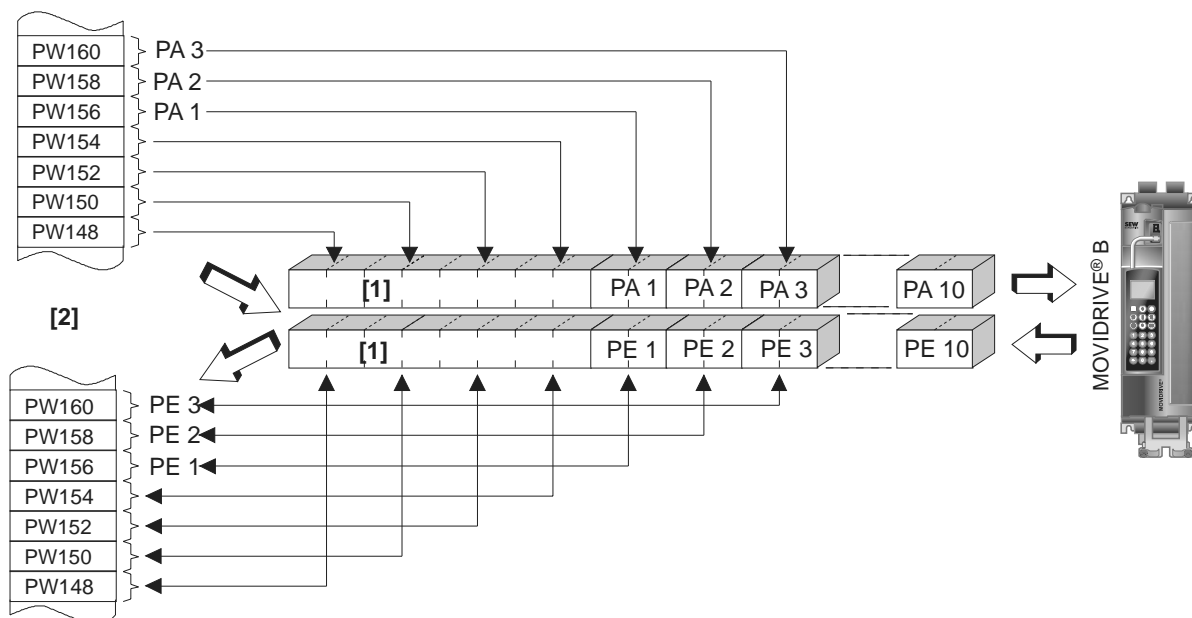 PW160
PA 3
PW158
PA 2
PW156
PA 1
PW154
PW152
PW150
PW148
[1]
PA 1
PA 2
PA 3
PA 10
[2]
[1]
PE 1
PE 2
PE 3
PE 10
MOVIDRIVE® B
SEW
PW160
PE 3
PW158
PE 2
PW156
PE 1
PW154
PW152
PW150
PW148